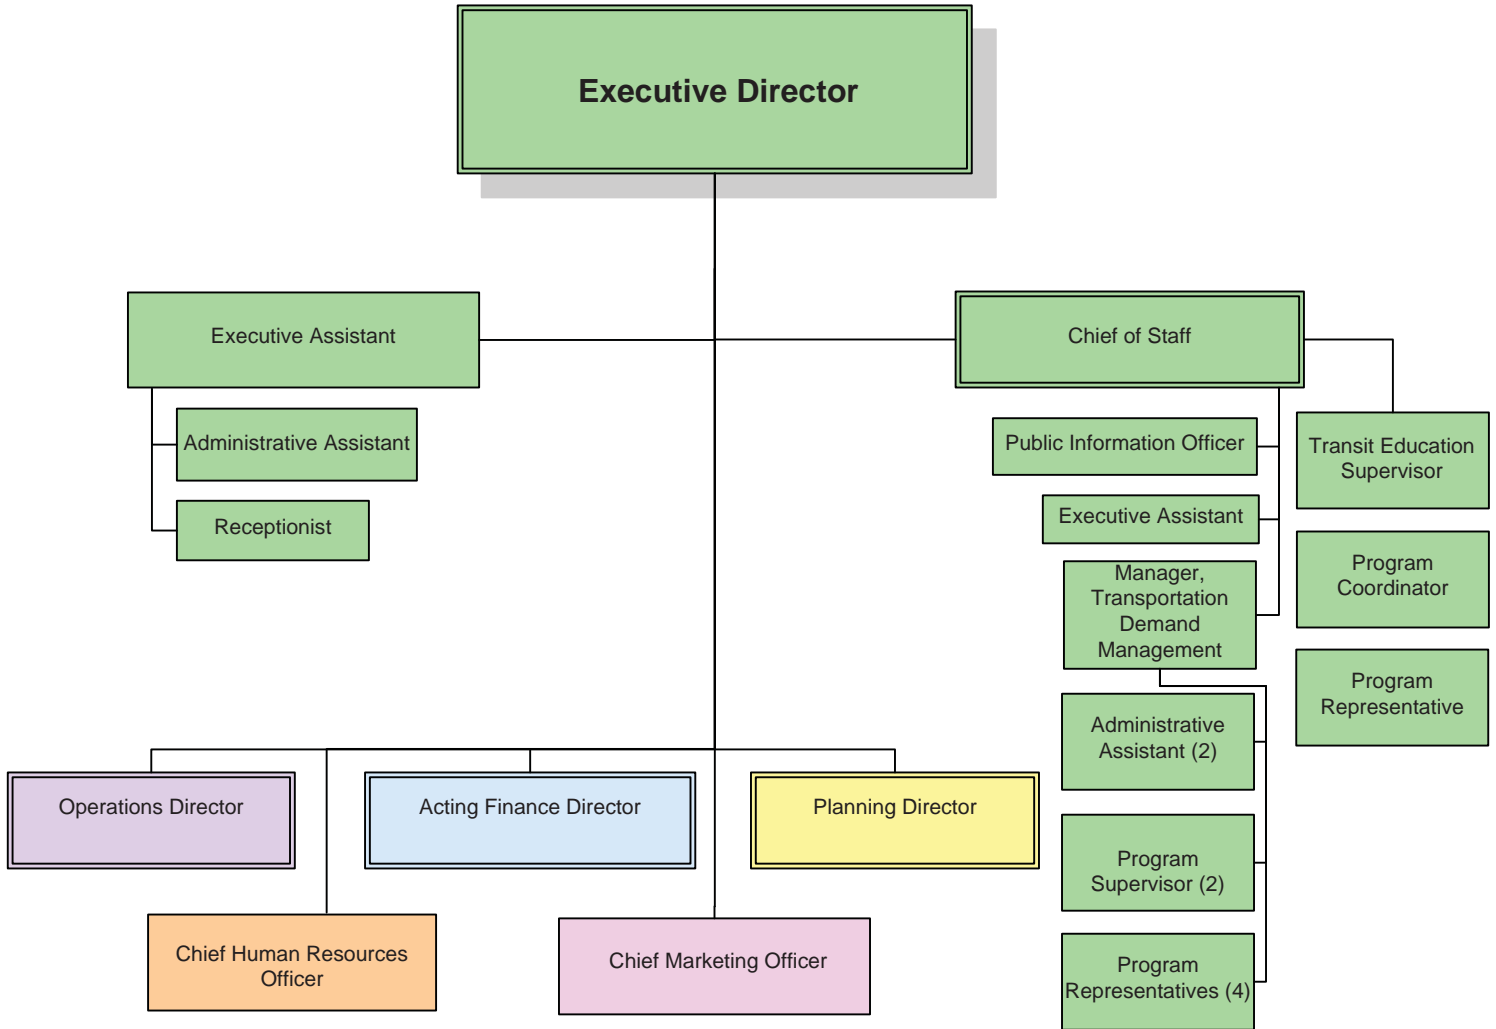 Executive Director
Executive Assistant
Chief of Staff
Administrative Assistant
Receptionist
Public Information Officer
Transit Education
Supervisor
Executive Assistant
Manager,
Transportation
Demand
Management
Program
Coordinator
Program
Representative
Administrative
Assistant (2)
Program
Supervisor (2)
Program
Representatives (4)
Operations Director
Acting Finance Director
Planning Director
Chief Human Resources
Officer
Chief Marketing Officer